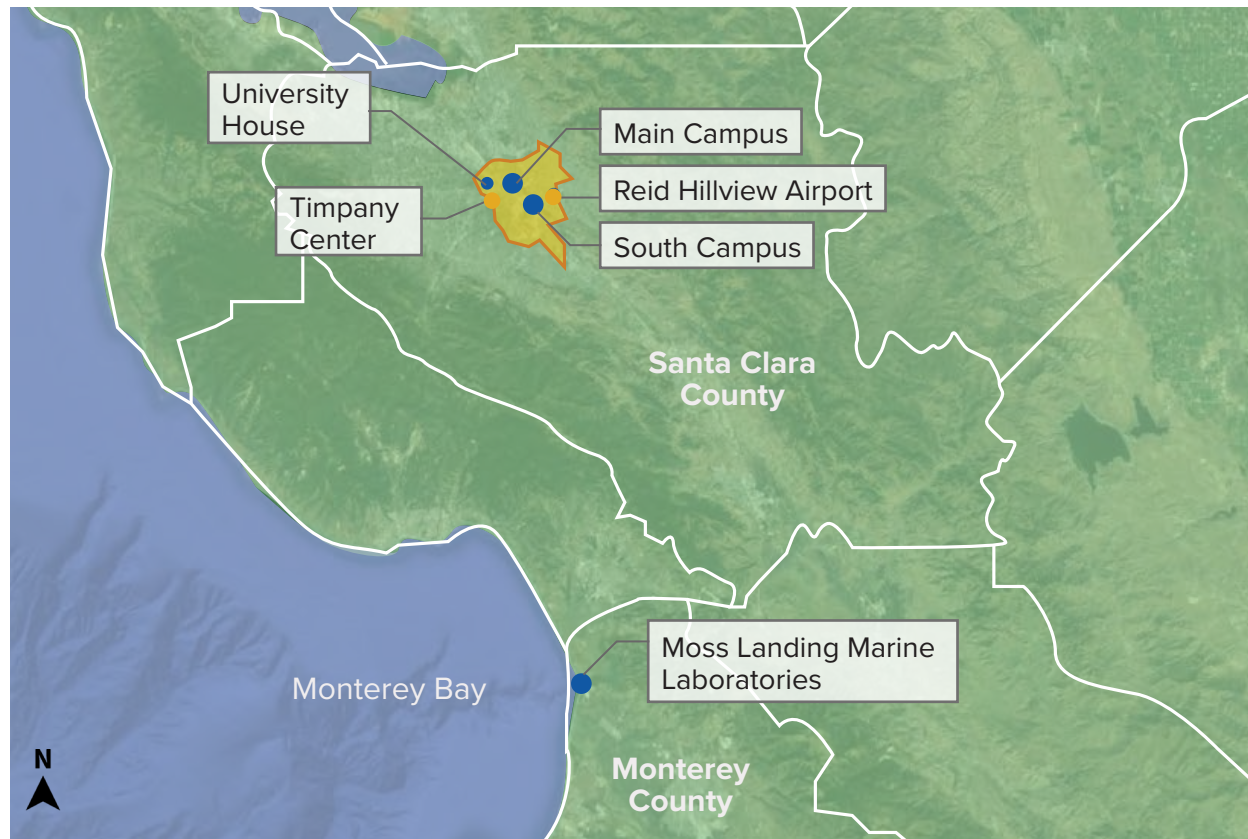 University
House
Main Campus
Reid Hillview Airport
Timpany
Center
South Campus
Santa Clara
County
Moss Landing Marine
Laboratories
Monterey Bay
Monterey
County
N